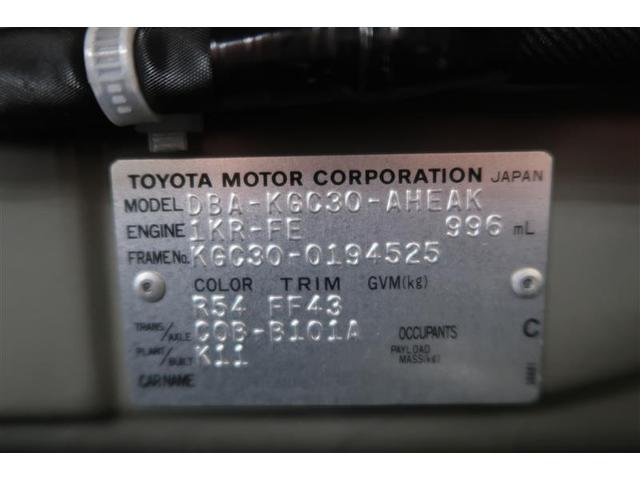 TOYOTA MOTOR CORPORATION JAPAN
MODEL DBA-KGC30-AHEAK
ENGINE 1KR-FE 996 mL
FRAME No. KGC30-0194525
COLOR TRIM GVM(kg)
R54 FF43
TRANS/AXLE C0B-B101A OCCUPANTS C
PLANT/BUILT K11 PAYLOAD MASS(kg)
CAR NAME